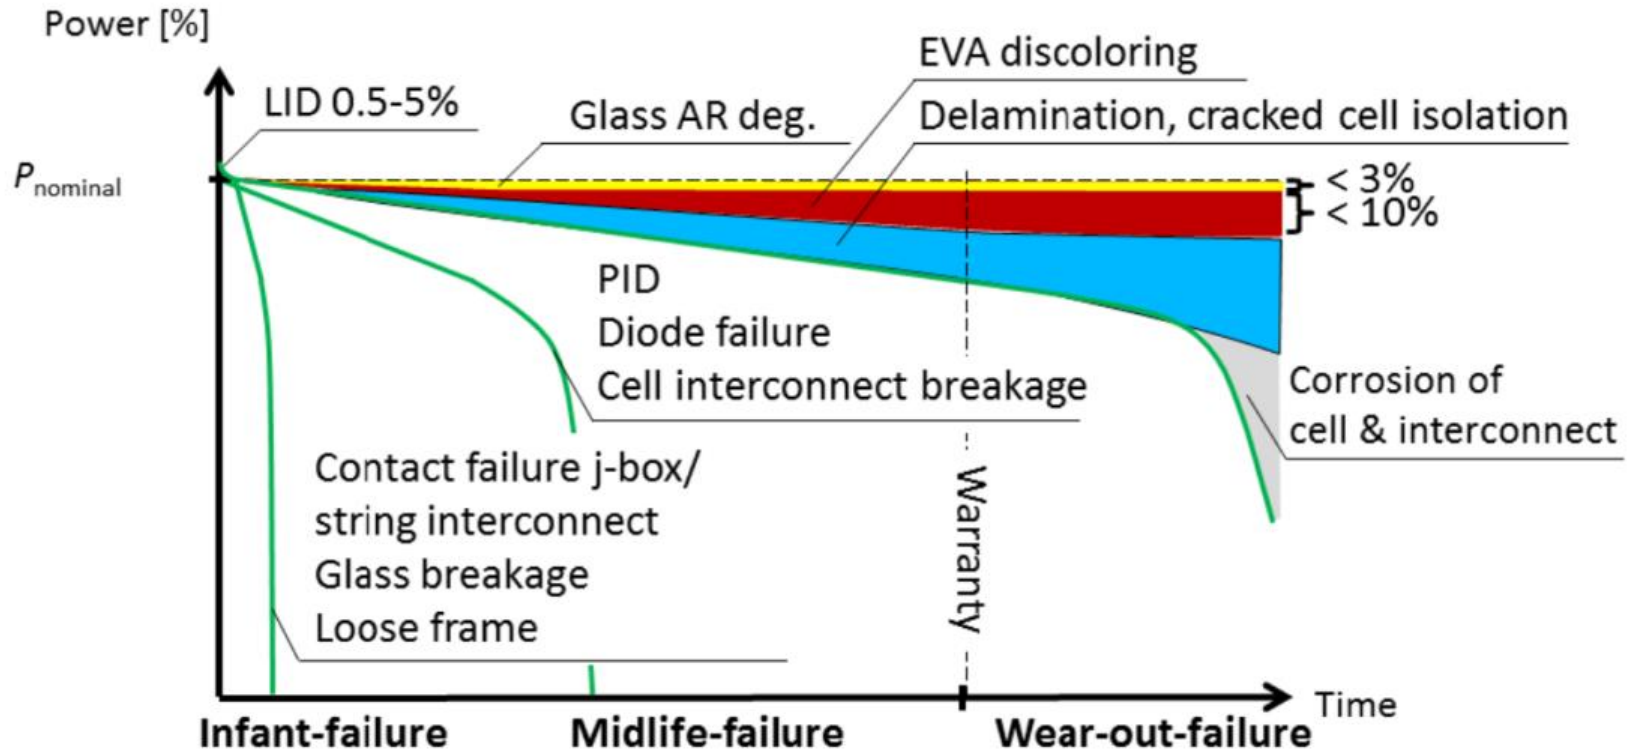 Power [%]
EVA discoloring
LID 0.5-5%
Glass AR deg.
Delamination, cracked cell isolation
Pnominal
< 3%
< 10%
PID
Diode failure
Cell interconnect breakage
Corrosion of
cell & interconnect
Contact failure j-box/
string interconnect
Glass breakage
Loose frame
Warranty
Time
Infant-failure
Midlife-failure
Wear-out-failure